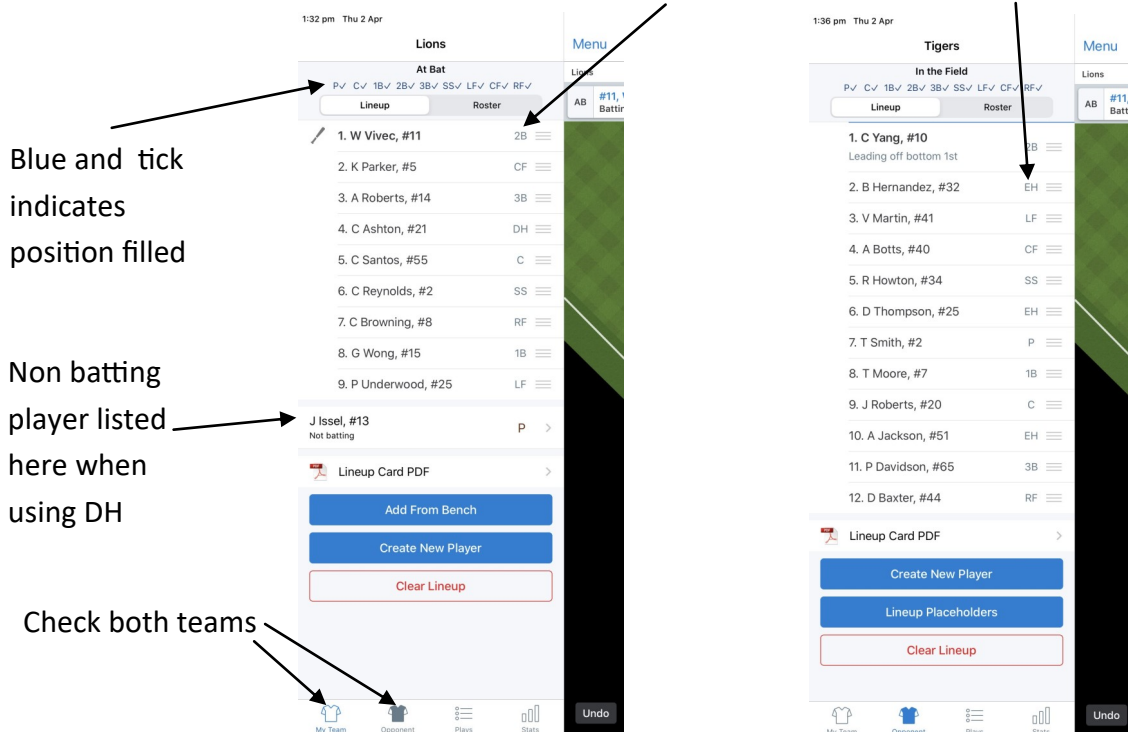 1:32 pm Thu 2 Apr
Lions
At Bat
P✓ C✓ 1B✓ 2B✓ 3B✓ SS✓ LF✓ CF✓ RF✓
Lineup Roster
1. W Vivec, #11 2B
2. K Parker, #5 CF
3. A Roberts, #14 3B
4. C Ashton, #21 DH
5. C Santos, #55 C
6. C Reynolds, #2 SS
7. C Browning, #8 RF
8. G Wong, #15 1B
9. P Underwood, #25 LF
J Issel, #13 P
Not batting
Lineup Card PDF
Add From Bench
Create New Player
Clear Lineup
My Team Opponent Plays Stats
Menu
Lions
AB #11,
Undo
Blue and tick
indicates
position filled
Non batting
player listed
here when
using DH
Check both teams
1:36 pm Thu 2 Apr
Tigers
In the Field
P✓ C✓ 1B✓ 2B✓ 3B✓ SS✓ LF✓ CF✓ RF✓
Lineup Roster
1. C Yang, #10 2B
Leading off bottom 1st
2. B Hernandez, #32 EH
3. V Martin, #41 LF
4. A Botts, #40 CF
5. R Howton, #34 SS
6. D Thompson, #25 EH
7. T Smith, #2 P
8. T Moore, #7 1B
9. J Roberts, #20 C
10. A Jackson, #51 EH
11. P Davidson, #65 3B
12. D Baxter, #44 RF
Lineup Card PDF
Create New Player
Lineup Placeholders
Clear Lineup
My Team Opponent Plays Stats
Menu
Lions
AB #11,
Undo